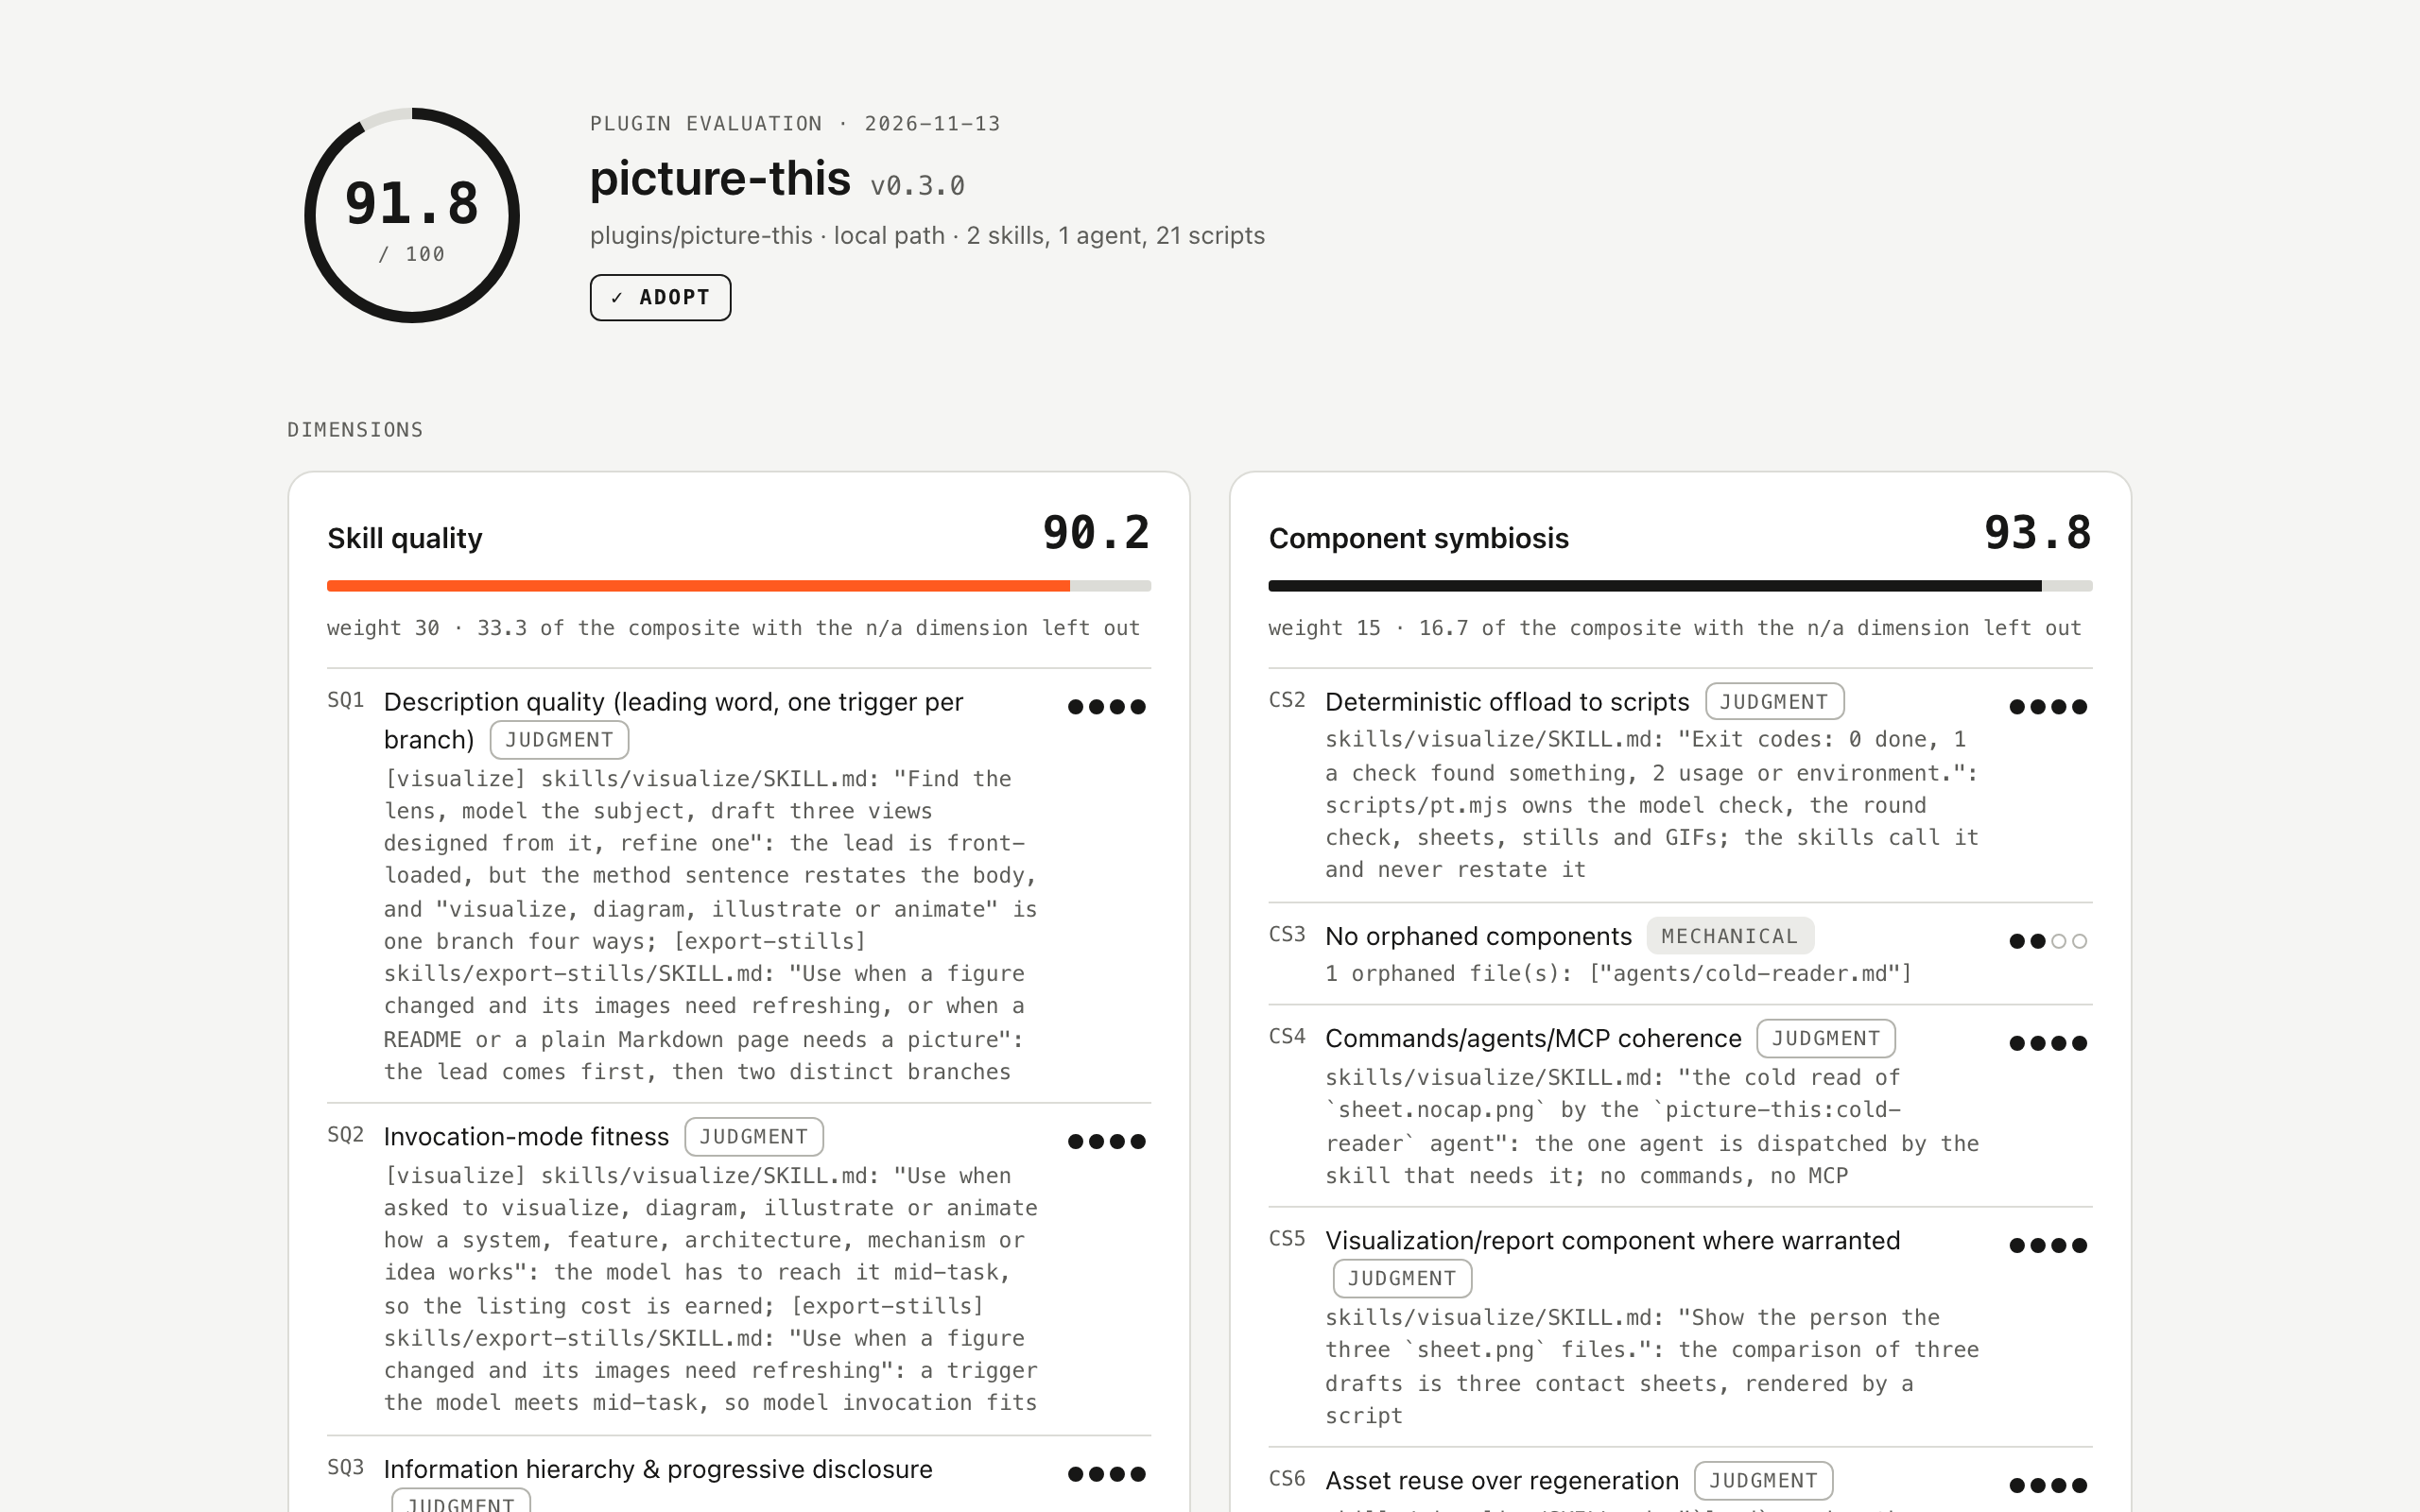 91.8
/ 100
PLUGIN EVALUATION · 2026-11-13
picture-this v0.3.0
plugins/picture-this · local path · 2 skills, 1 agent, 21 scripts
✓ ADOPT
DIMENSIONS
Skill quality 90.2
weight 30 · 33.3 of the composite with the n/a dimension left out
SQ1 Description quality (leading word, one trigger per
branch) JUDGMENT
[visualize] skills/visualize/SKILL.md: "Find the
lens, model the subject, draft three views
designed from it, refine one": the lead is front-
loaded, but the method sentence restates the body,
and "visualize, diagram, illustrate or animate" is
one branch four ways; [export-stills]
skills/export-stills/SKILL.md: "Use when a figure
changed and its images need refreshing, or when a
README or a plain Markdown page needs a picture":
the lead comes first, then two distinct branches
SQ2 Invocation-mode fitness JUDGMENT
[visualize] skills/visualize/SKILL.md: "Use when
asked to visualize, diagram, illustrate or animate
how a system, feature, architecture, mechanism or
idea works": the model has to reach it mid-task,
so the listing cost is earned; [export-stills]
skills/export-stills/SKILL.md: "Use when a figure
changed and its images need refreshing": a trigger
the model meets mid-task, so model invocation fits
SQ3 Information hierarchy & progressive disclosure
JUDGMENT
Component symbiosis 93.8
weight 15 · 16.7 of the composite with the n/a dimension left out
CS2 Deterministic offload to scripts JUDGMENT
skills/visualize/SKILL.md: "Exit codes: 0 done, 1
a check found something, 2 usage or environment.":
scripts/pt.mjs owns the model check, the round
check, sheets, stills and GIFs; the skills call it
and never restate it
CS3 No orphaned components MECHANICAL
1 orphaned file(s): ["agents/cold-reader.md"]
CS4 Commands/agents/MCP coherence JUDGMENT
skills/visualize/SKILL.md: "the cold read of
`sheet.nocap.png` by the `picture-this:cold-
reader` agent": the one agent is dispatched by the
skill that needs it; no commands, no MCP
CS5 Visualization/report component where warranted
JUDGMENT
skills/visualize/SKILL.md: "Show the person the
three `sheet.png` files.": the comparison of three
drafts is three contact sheets, rendered by a
script
CS6 Asset reuse over regeneration JUDGMENT